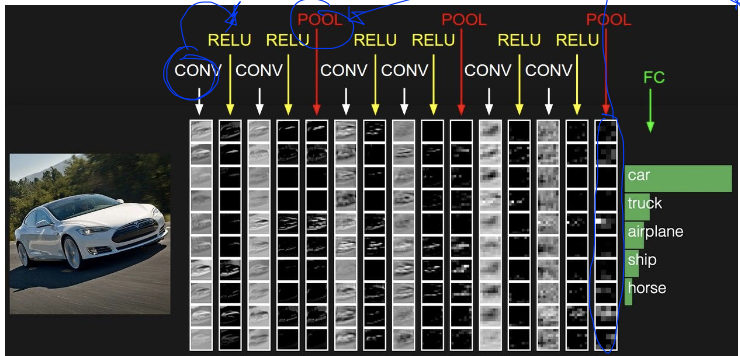 POOL POOL POOL
RELU RELU RELU RELU RELU RELU
CONV CONV CONV CONV CONV CONV
FC
car
truck
airplane
ship
horse